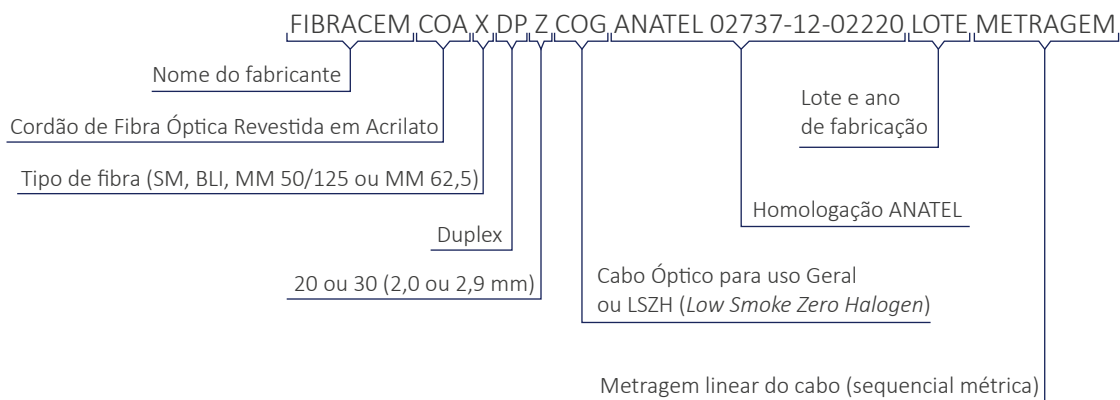 FIBRACEM COA X DP Z COG ANATEL 02737-12-02220 LOTE METRAGEM
Nome do fabricante
Lote e ano
de fabricação
Cordão de Fibra Óptica Revestida em Acrilato
Tipo de fibra (SM, BLI, MM 50/125 ou MM 62,5)
Homologação ANATEL
Duplex
20 ou 30 (2,0 ou 2,9 mm)
Cabo Óptico para uso Geral
ou LSZH (Low Smoke Zero Halogen)
Metragem linear do cabo (sequencial métrica)